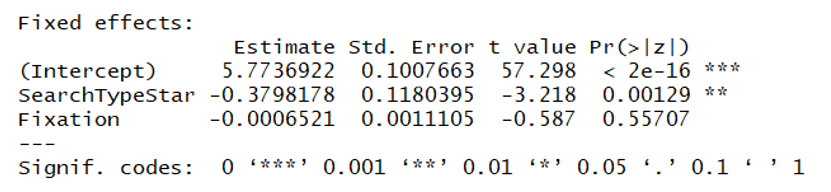 Fixed effects:
Estimate Std. Error t value Pr(>|z|)
(Intercept) 5.7736922 0.1007663 57.298 < 2e-16 ***
SearchTypeStar -0.3798178 0.1180395 -3.218 0.00129 **
Fixation -0.0006521 0.0011105 -0.587 0.55707
---
Signif. codes: 0 ‘***’ 0.001 ‘**’ 0.01 ‘*’ 0.05 ‘.’ 0.1 ‘ ’ 1